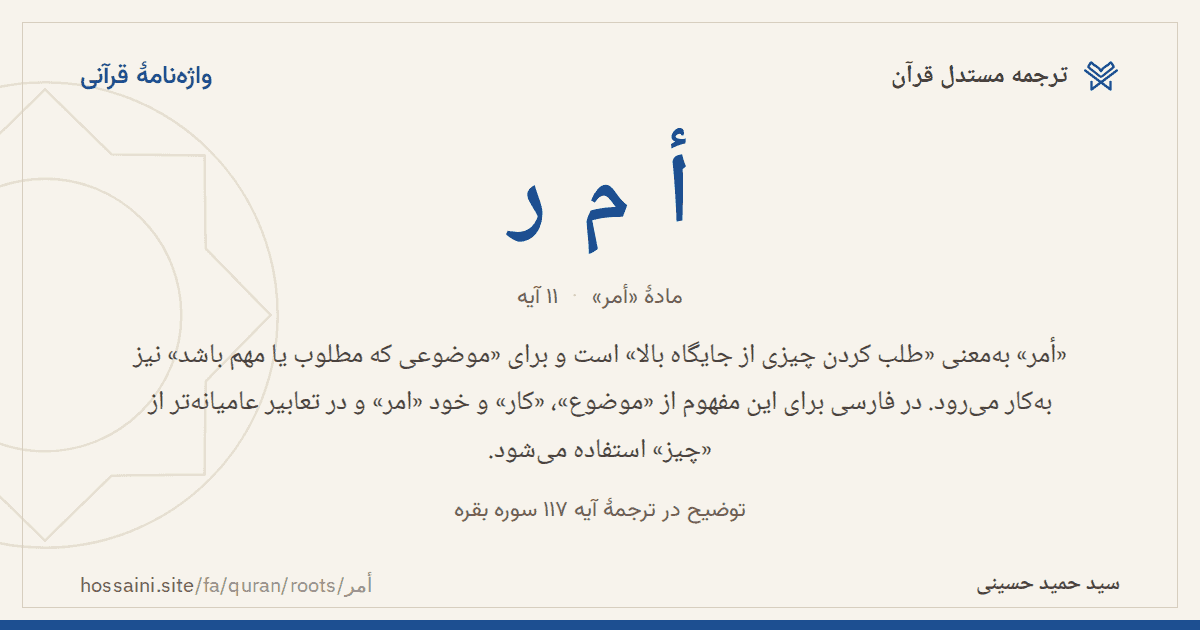 ترجمه مستدل قرآن
واژه‌نامهٔ قرآنی
أ م ر
مادهٔ «أمر» · ۱۱ آیه
«أمر» به‌معنی «طلب کردن چیزی از جایگاه بالا» است و برای «موضوعی که مطلوب یا مهم باشد» نیز
به‌کار می‌رود. در فارسی برای این مفهوم از «موضوع»، «کار» و خود «امر» و در تعابیر عامیانه‌تر از
«چیز» استفاده می‌شود.
توضیح در ترجمهٔ آیه ۱۱۷ سوره بقره
سید حمید حسینی
hossaini.site/fa/quran/roots/أمر